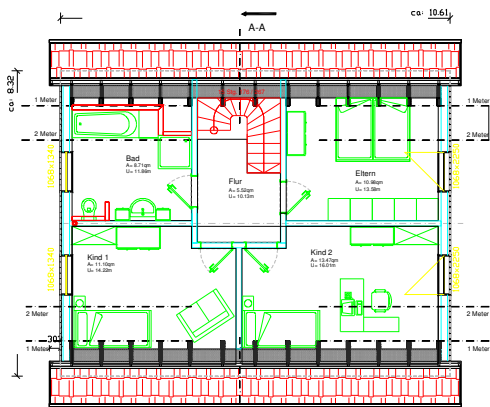 ca: 10.61
A-A
ca: 8.32
1 Meter
1 Meter
2 Meter
2 Meter
Bad
A= 8.71qm
U= 11.86m
Flur
A= 5.52qm
U= 10.13m
Eltern
A= 10.98qm
U= 13.58m
Kind 1
A= 11.10qm
U= 14.22m
Kind 2
A= 13.47qm
U= 16.01m
2 Meter
2 Meter
30
1 Meter
1 Meter